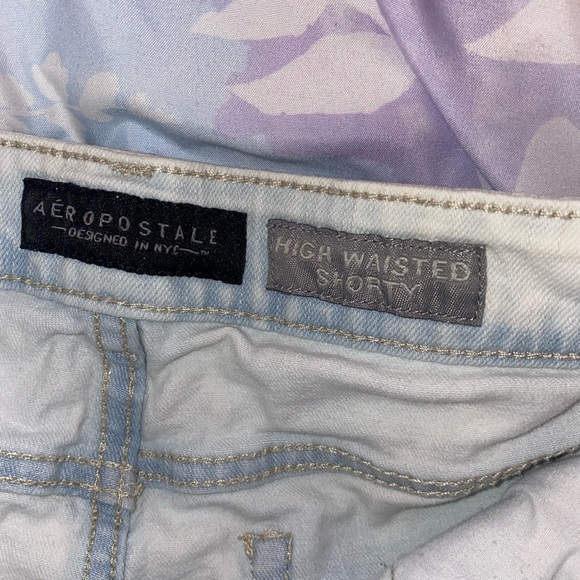 AÉROPOSTALE
—DESIGNED IN NYC—™
HIGH WAISTED
SHORTY